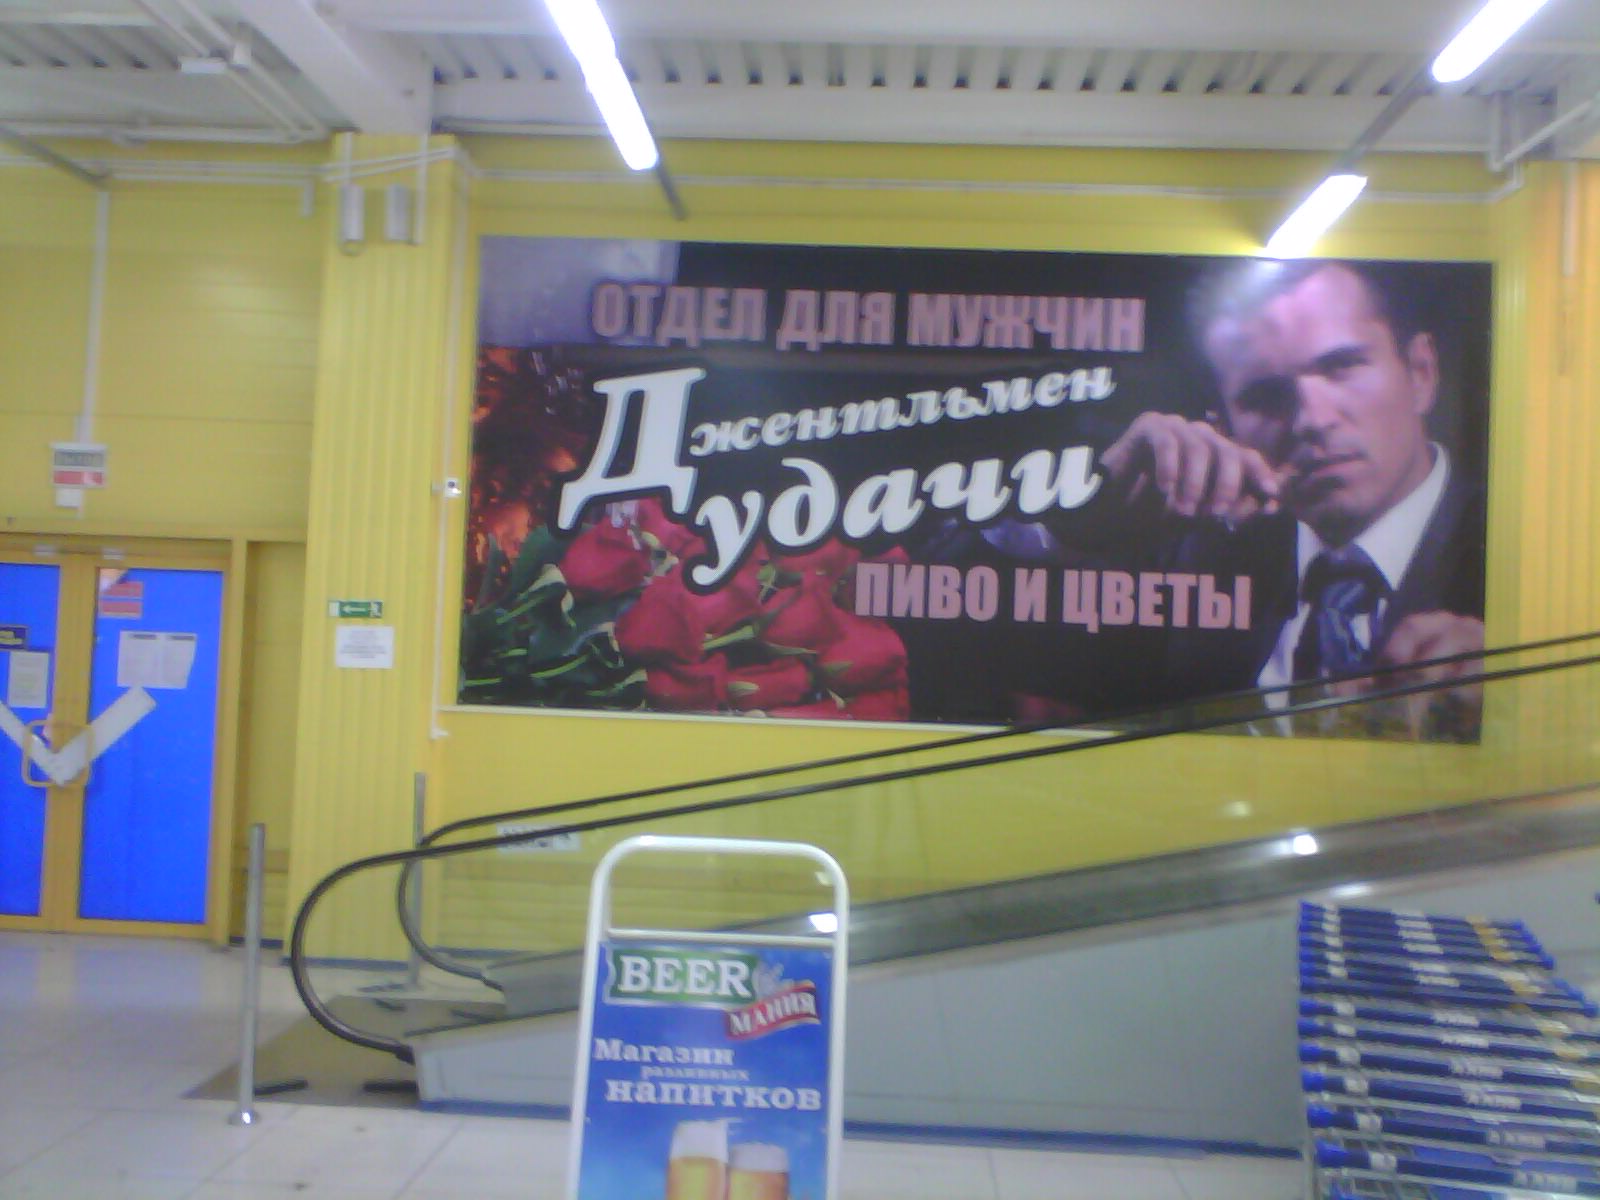 ОТДЕЛ ДЛЯ МУЖЧИН
Джентльмен
удачи
ПИВО И ЦВЕТЫ
BEER
МАНИЯ
Магазин
разливных
напитков